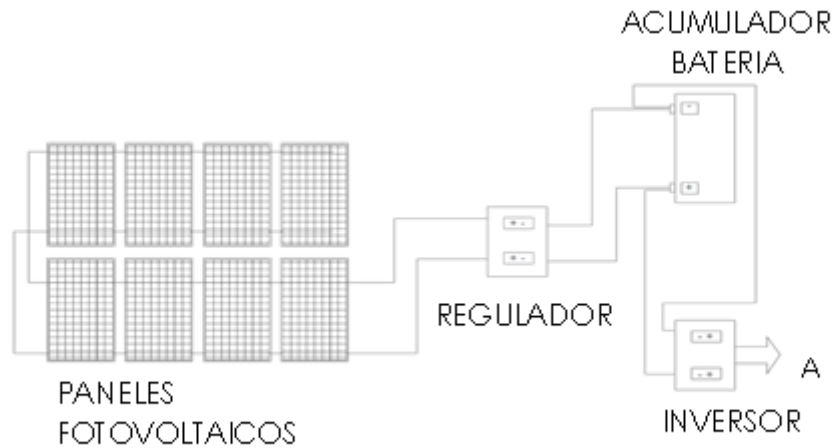 ACUMULADOR
BATERIA
REGULADOR
A
PANELES
FOTOVOLTAICOS
INVERSOR